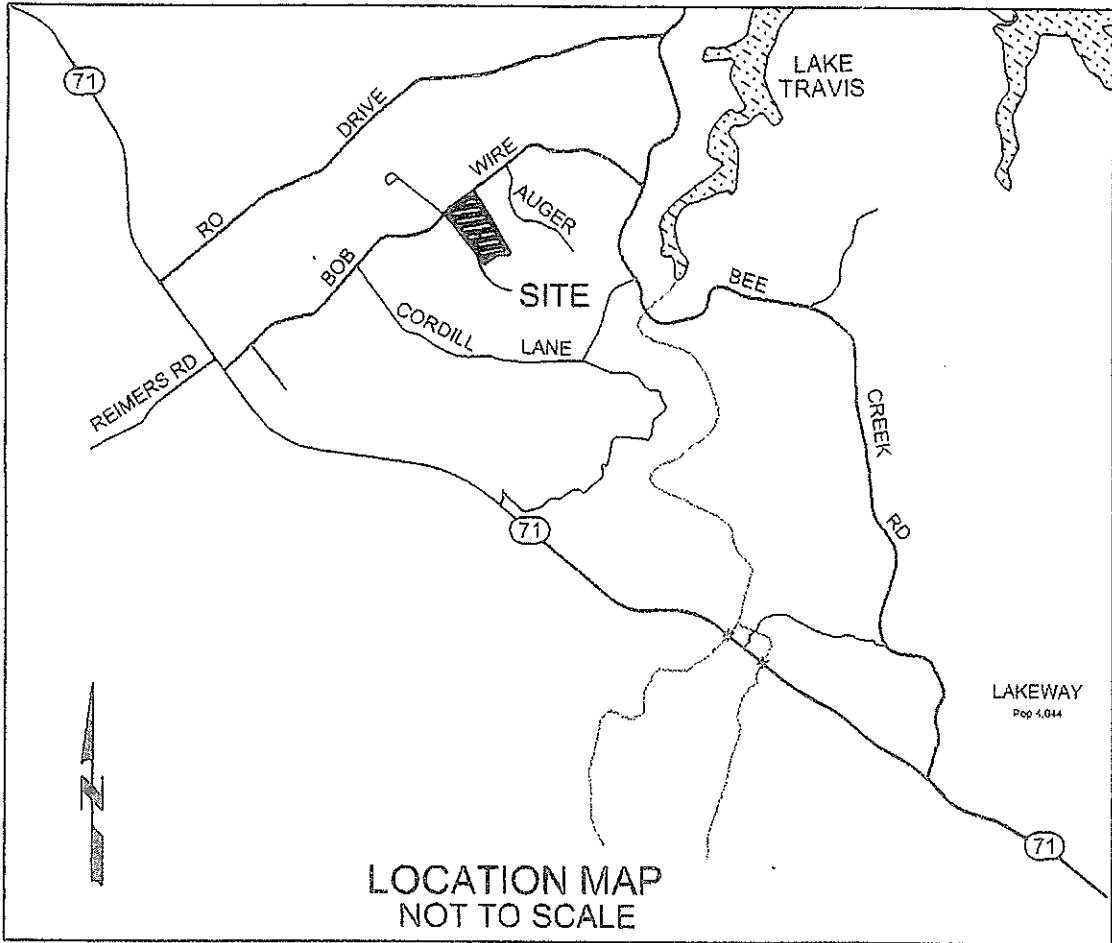 71
LAKE
TRAVIS
DRIVE
WIRE
AUGER
RO
BOB
SITE
BEE
CORDILL
LANE
REIMERS RD
CREEK
71
RD
LAKEWAY
Pop 4,044
N
71
LOCATION MAP
NOT TO SCALE